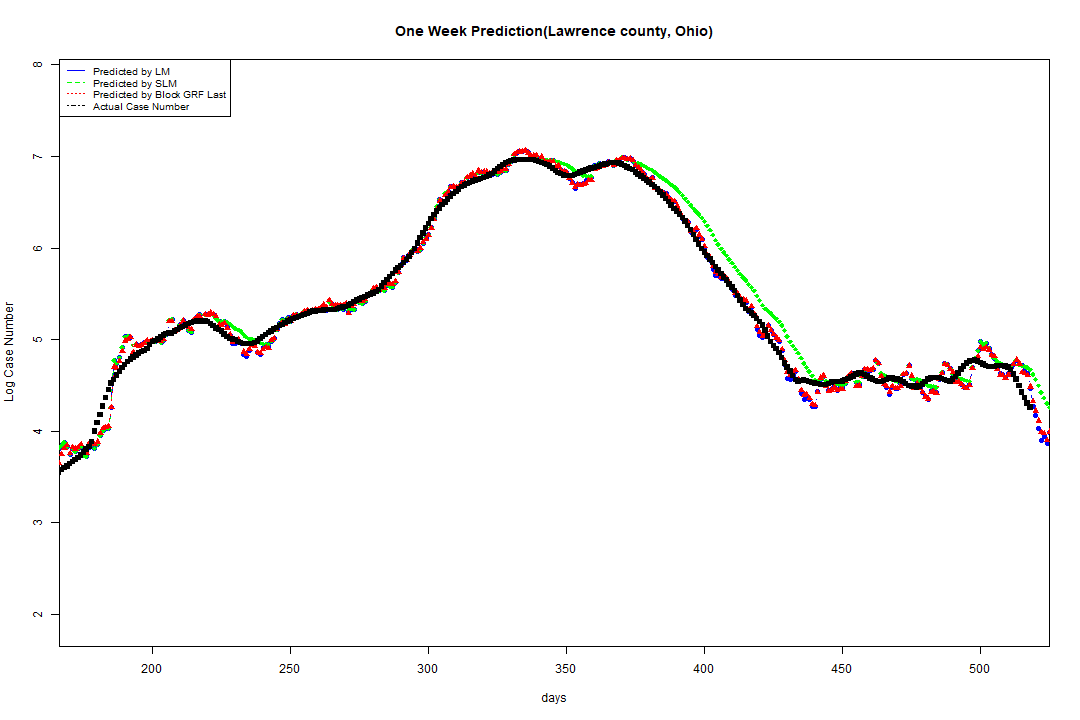 One Week Prediction(Lawrence county, Ohio)
Predicted by LM
Predicted by SLM
Predicted by Block GRF Last
Actual Case Number
8
7
6
5
4
3
2
Log Case Number
200 250 300 350 400 450 500
days